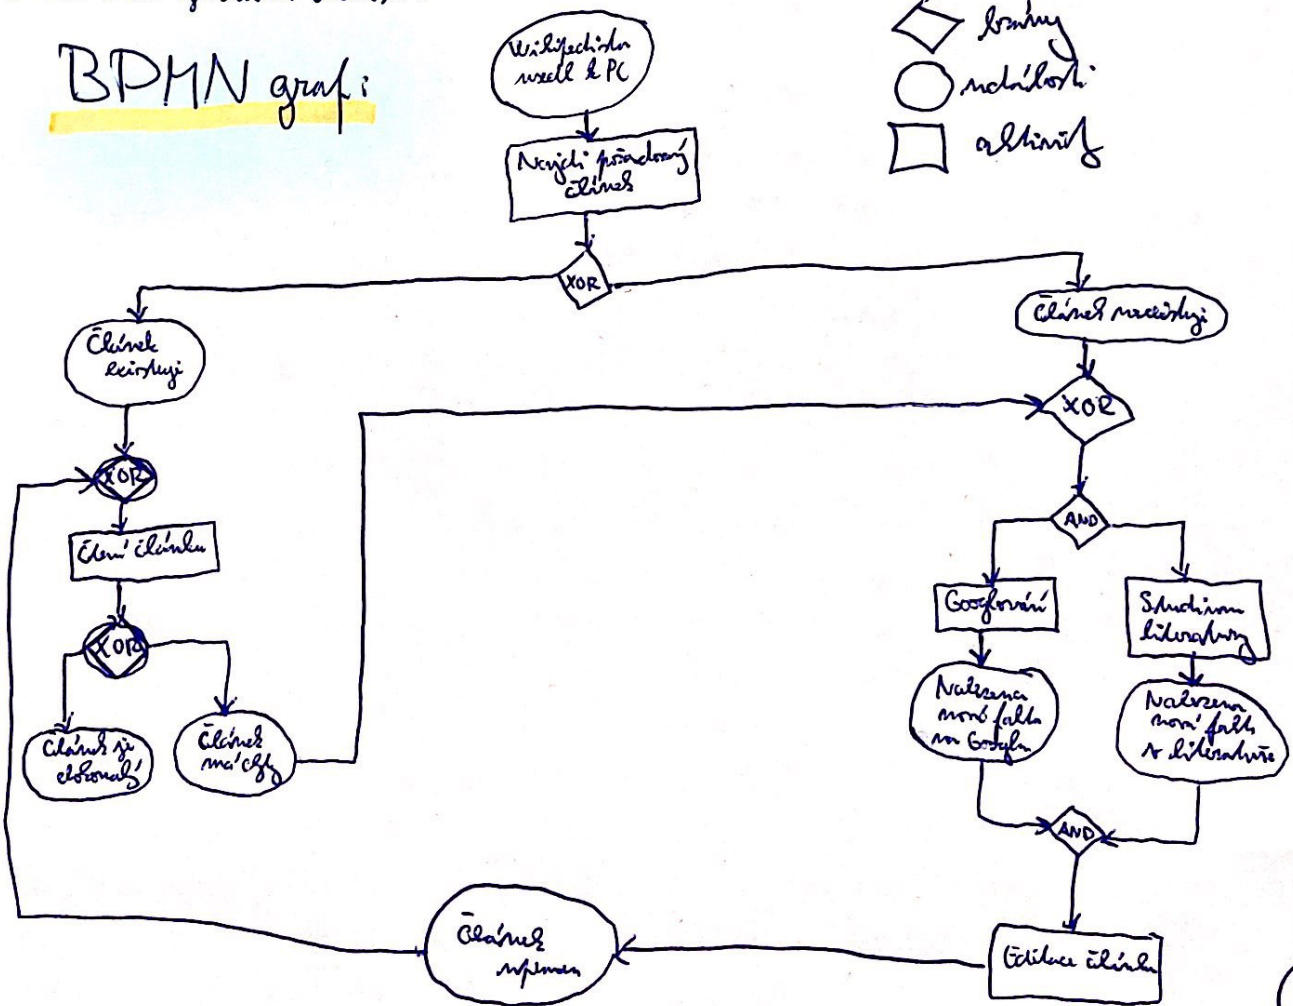 BPMN grafi
Wikipedista
usedl k PC
brány
události
aktivity
Najdi požadovaný
článek
XOR
Článek
existuje
Článek neexistuje
XOR
XOR
AND
Čtení článku
Googlování
Studium
literatury
XOR
Nalezena
nová fakta
na Googlu
Nalezena
nová fakta
v literatuře
Článek je
dokonalý
Článek
má chyby
AND
Článek
Editace článku